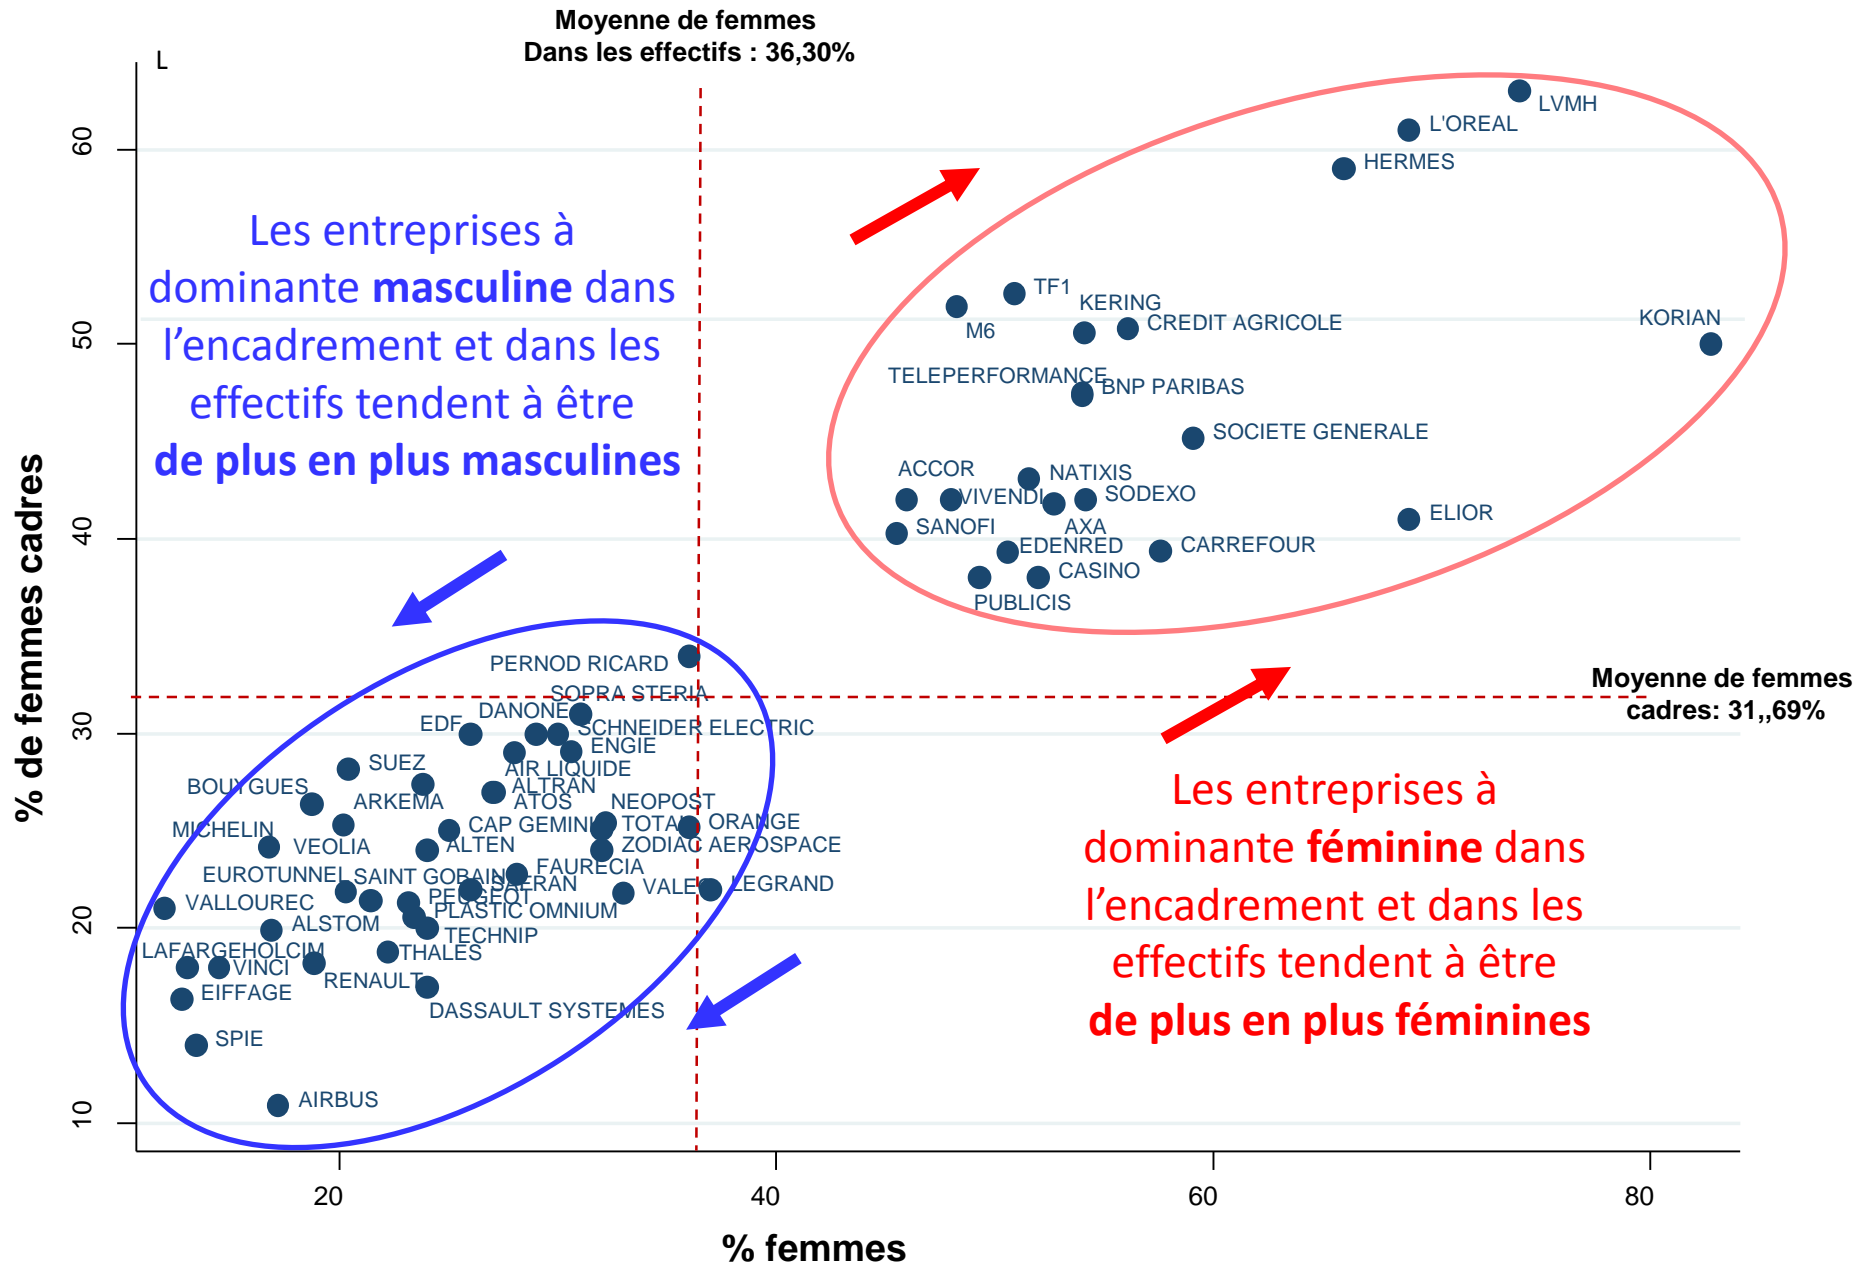 Moyenne de femmes
Dans les effectifs : 36,30%
L
60
50
40
30
20
10
% de femmes cadres
LVMH
L'OREAL
HERMES
Les entreprises à
dominante masculine dans
l’encadrement et dans les
effectifs tendent à être
de plus en plus masculines
TF1
KERING
M6
CREDIT AGRICOLE
KORIAN
TELEPERFORMANCE
BNP PARIBAS
SOCIETE GENERALE
ACCOR
NATIXIS
VIVENDI
SODEXO
ELIOR
SANOFI
AXA
EDENRED
CARREFOUR
CASINO
PUBLICIS
PERNOD RICARD
Moyenne de femmes
cadres: 31,,69%
SOPRA STERIA
DANONE
EDF
SCHNEIDER ELECTRIC
ENGIE
SUEZ
AIR LIQUIDE
BOUYGUES
ALTRAN
ARKEMA
ATOS
NEOPOST
MICHELIN
CAP GEMINI
TOTAL
ORANGE
VEOLIA
ALTEN
ZODIAC AEROSPACE
EUROTUNNEL
SAINT GOBAIN
FAURECIA
SAFRAN
VALEO
LEGRAND
VALLOUREC
PEUGEOT
PLASTIC OMNIUM
ALSTOM
TECHNIP
LAFARGEHOLCIM
THALES
VINCI
RENAULT
EIFFAGE
DASSAULT SYSTEMES
SPIE
AIRBUS
Les entreprises à
dominante féminine dans
l’encadrement et dans les
effectifs tendent à être
de plus en plus féminines
20
40
60
80
% femmes